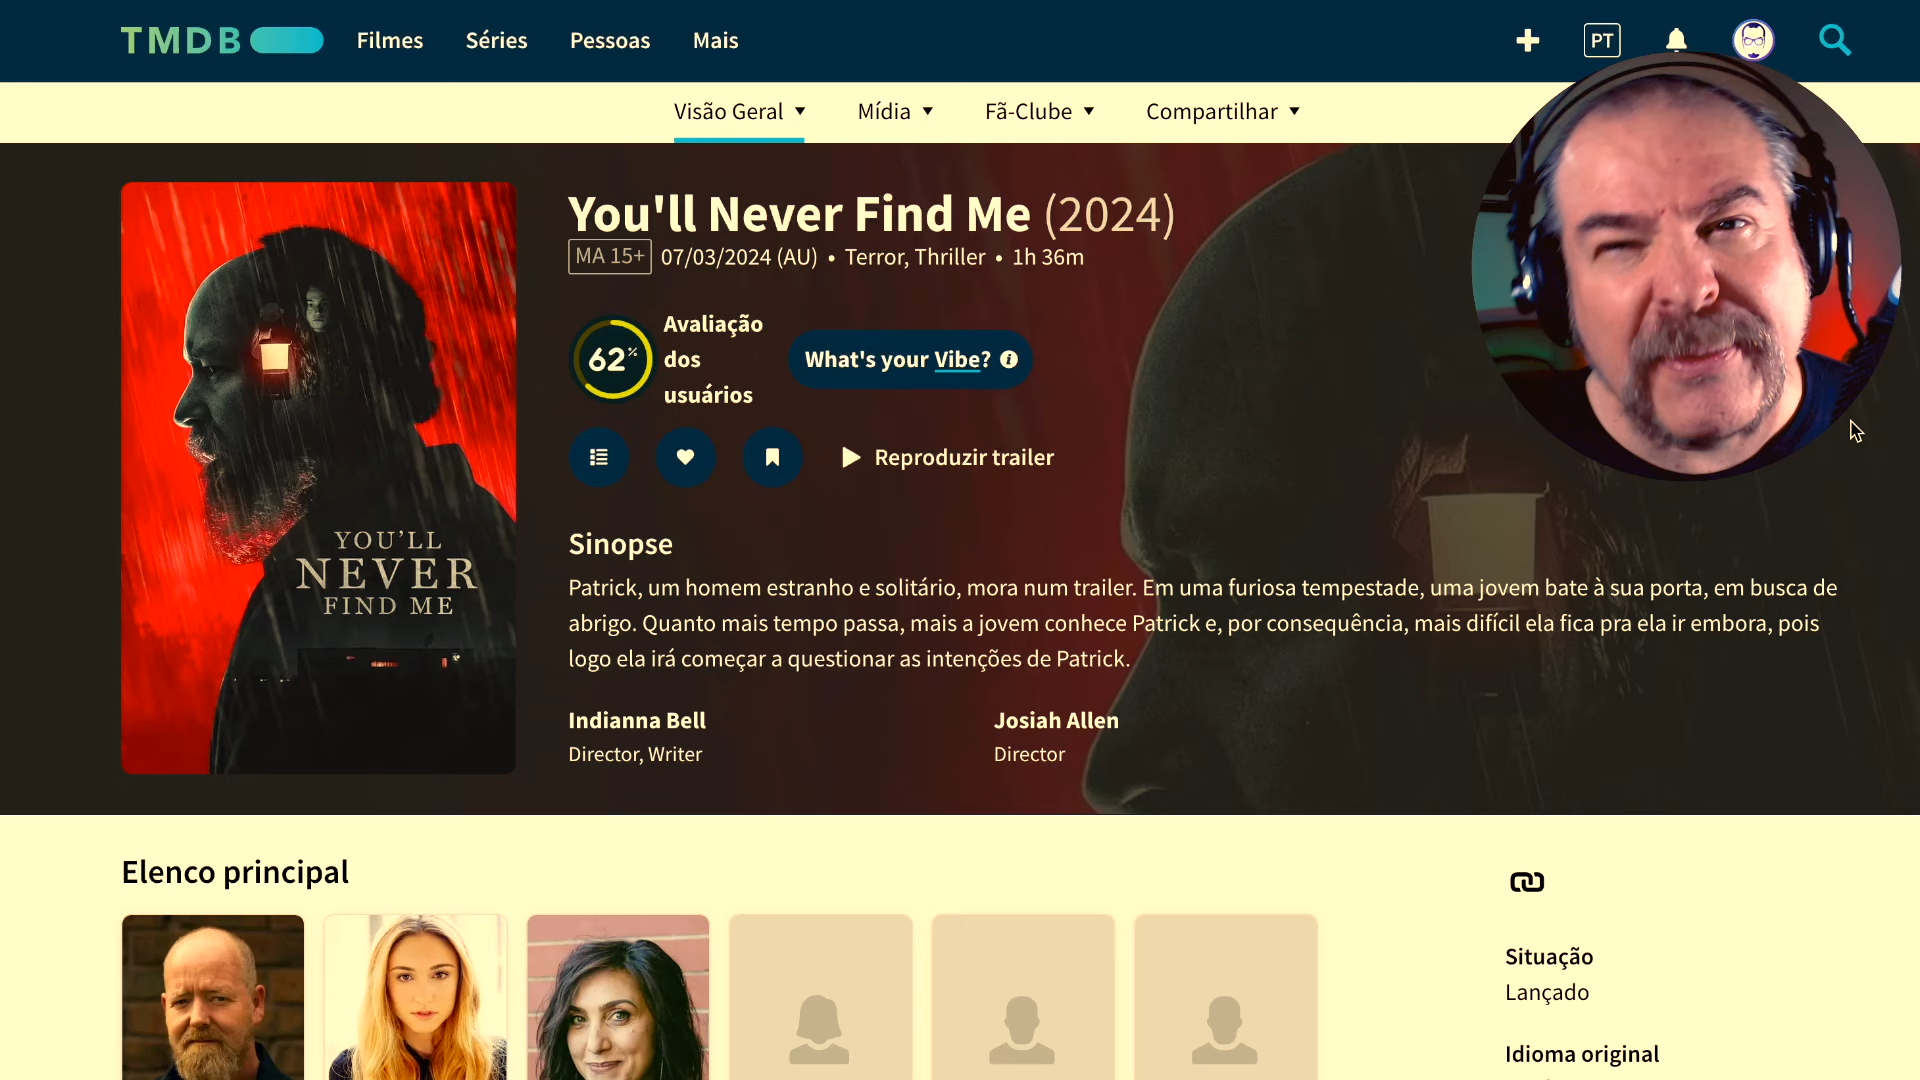 TMDB
Filmes
Séries
Pessoas
Mais
PT
Visão Geral
Mídia
Fã-Clube
Compartilhar
YOU'LL
NEVER
FIND ME
You'll Never Find Me (2024)
MA 15+ 07/03/2024 (AU) • Terror, Thriller • 1h 36m
62%
Avaliação
dos
usuários
What's your Vibe?
Reproduzir trailer
Sinopse
Patrick, um homem estranho e solitário, mora num trailer. Em uma furiosa tempestade, uma jovem bate à sua porta, em busca de
abrigo. Quanto mais tempo passa, mais a jovem conhece Patrick e, por consequência, mais difícil ela fica pra ela ir embora, pois
logo ela irá começar a questionar as intenções de Patrick.
Indianna Bell
Director, Writer
Josiah Allen
Director
Elenco principal
Situação
Lançado
Idioma original